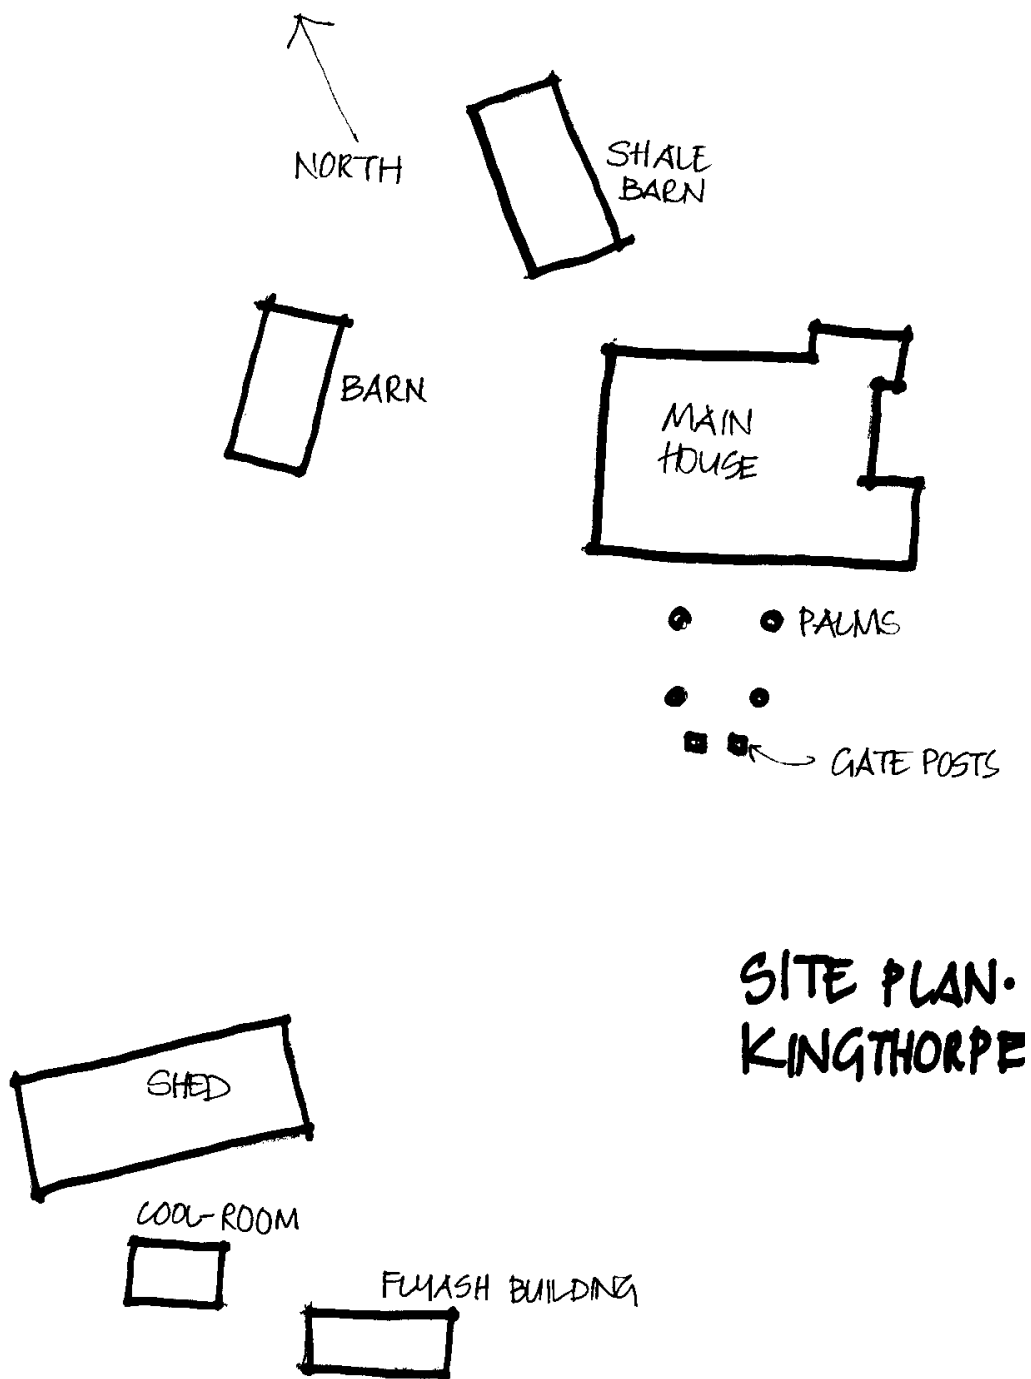 NORTH
SHALE
BARN
BARN
MAIN
HOUSE
PALMS
GATE POSTS
SITE PLAN.
KINGTHORPE
SHED
COOL-ROOM
FLYASH BUILDING